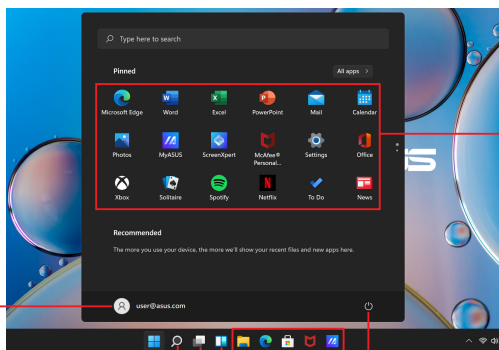 Type here to search
Pinned
All apps >
Microsoft Edge
Word
Excel
PowerPoint
Mail
Calendar
Photos
MyASUS
ScreenXpert
McAfee®
Personal...
Settings
Office
Xbox
Solitaire
Spotify
Netflix
To Do
News
Recommended
The more you use your device, the more we'll show your recent files and new apps here.
user@asus.com